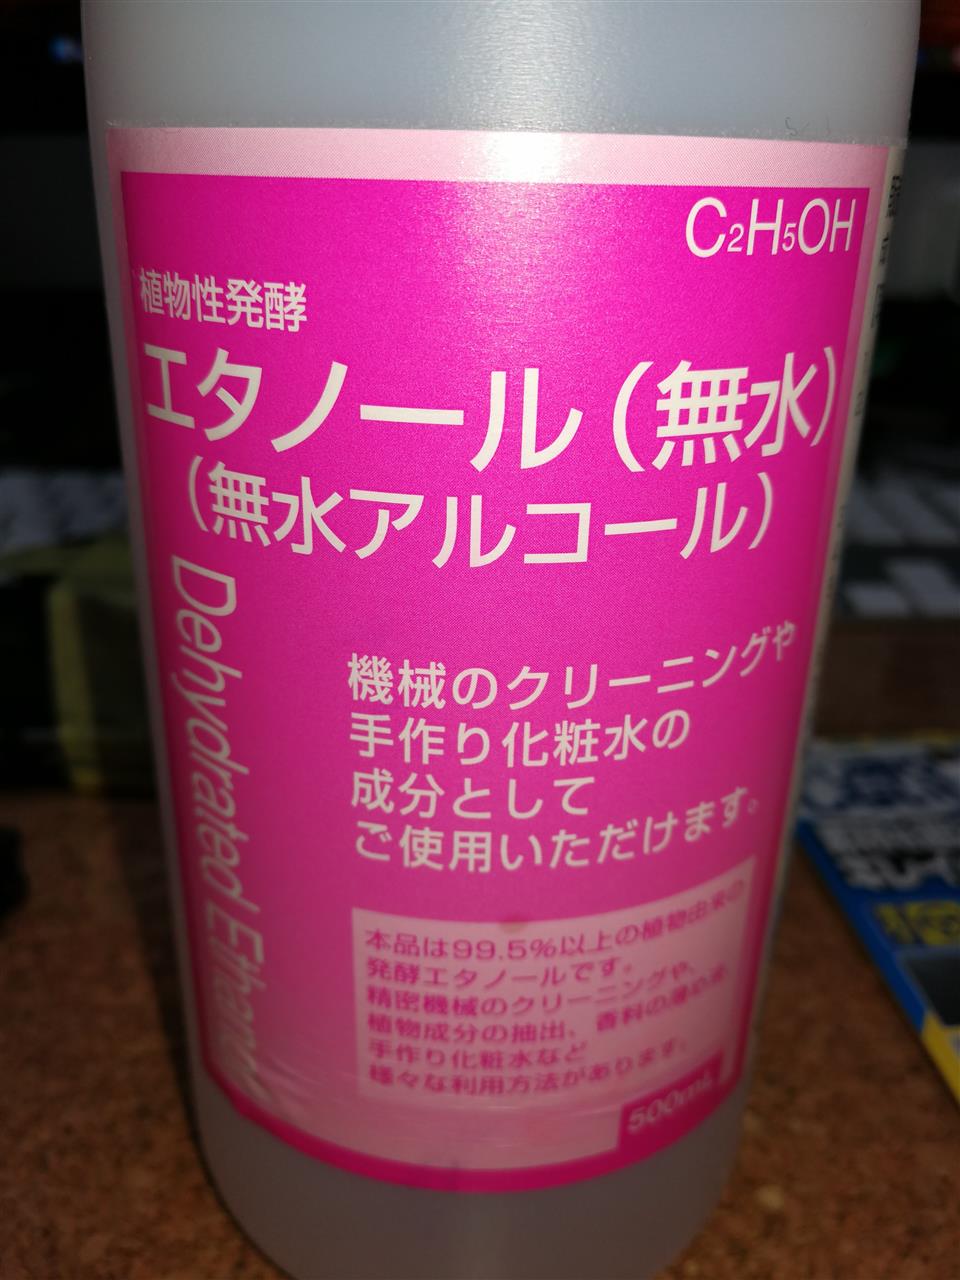 C2H5OH
植物性発酵
エタノール(無水)
(無水アルコール)
Dehydrated Ethanol
機械のクリーニングや
手作り化粧水の
成分として
ご使用いただけます。
本品は99.5%以上の植物由来の
発酵エタノールです。
精密機械のクリーニングや、
植物成分の抽出、香料の
手作り化粧水など
様々な利用方法があります。
500mL